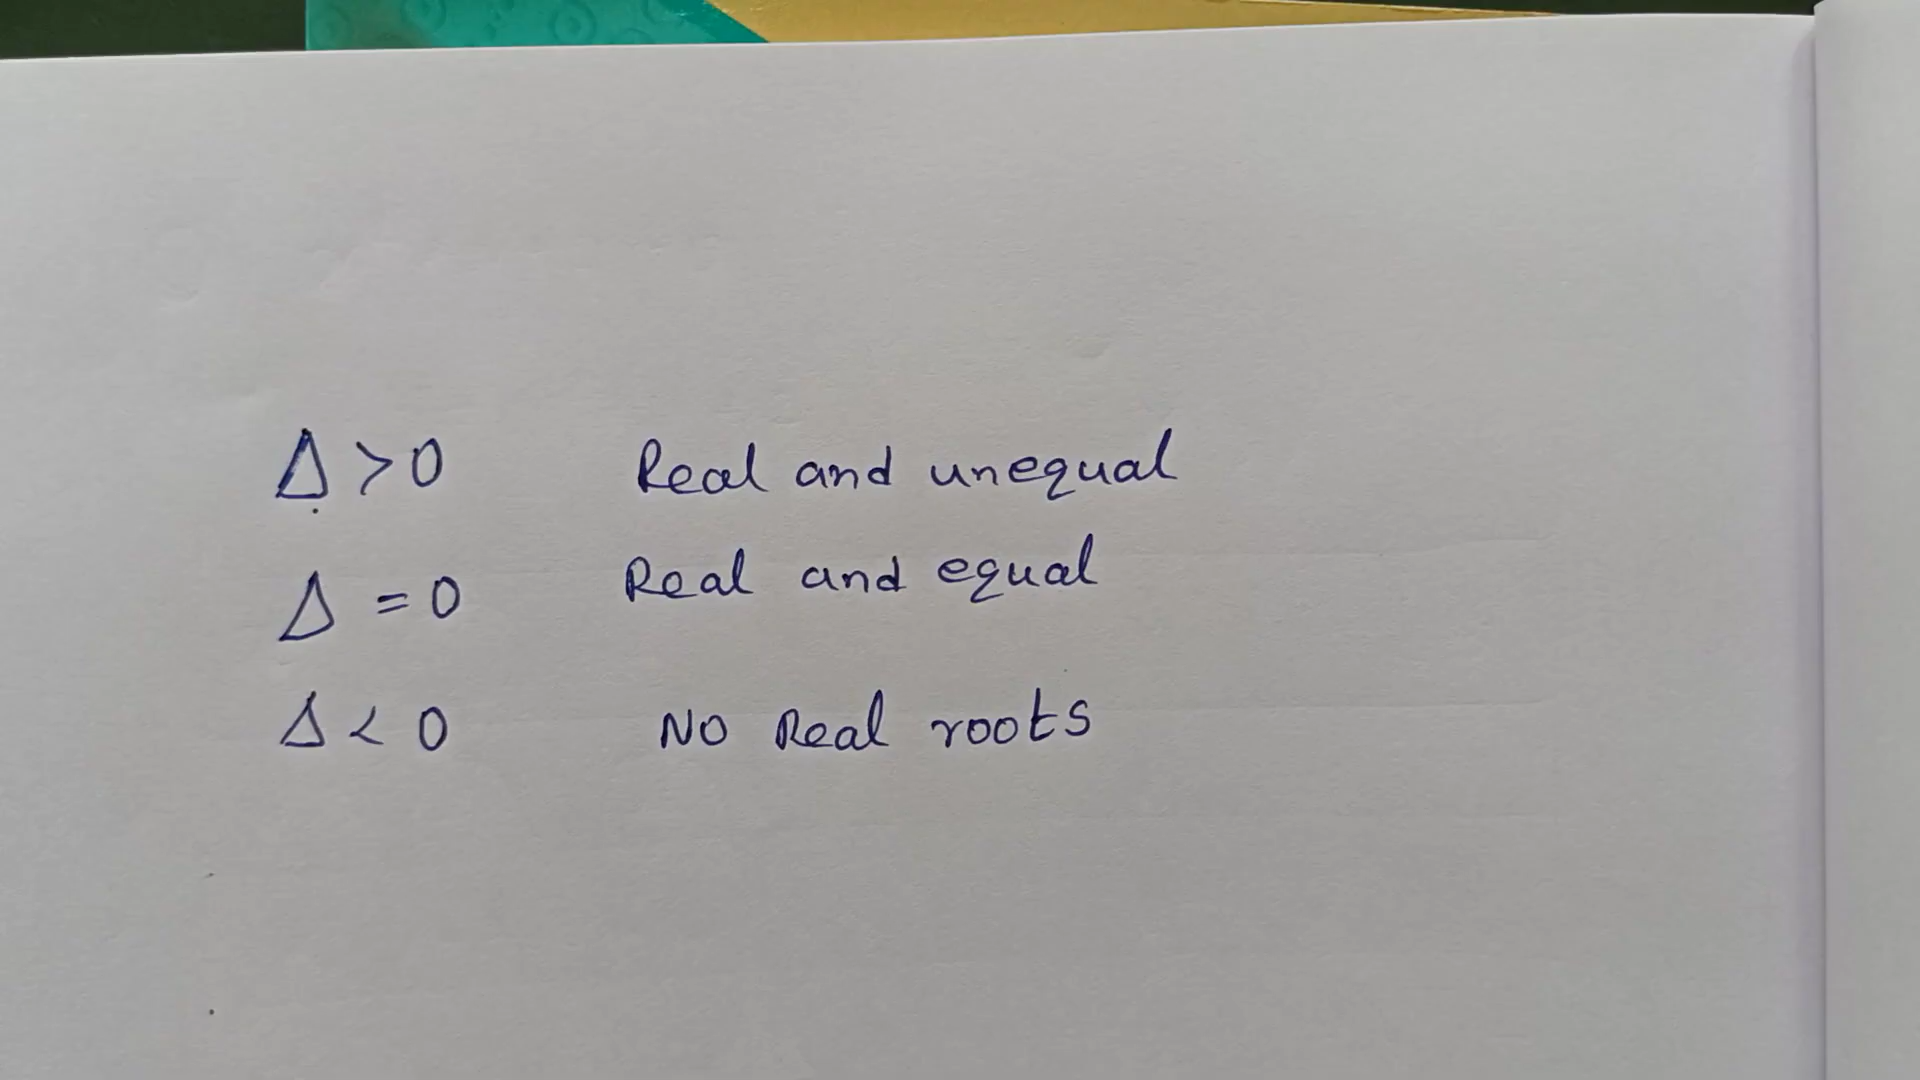 Δ > 0 Real and unequal
Δ = 0 Real and equal
Δ < 0 No Real roots